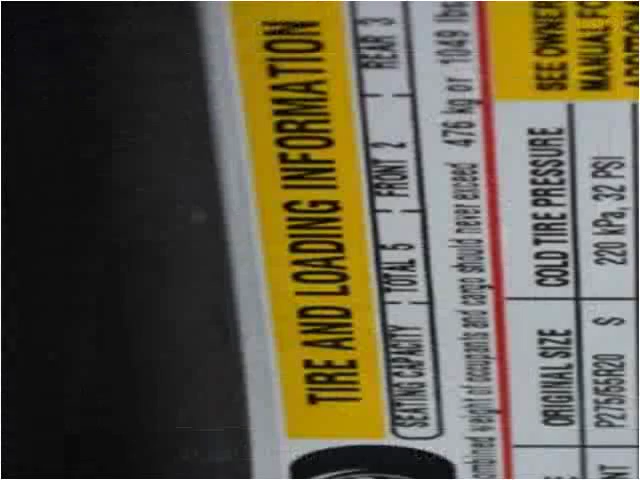 TIRE AND LOADING INFORMATION
SEATING CAPACITY TOTAL 5 FRONT 2 REAR 3
weight of occupants and cargo should never exceed 476 kg or 1049 lbs
ORIGINAL SIZE COLD TIRE PRESSURE SEE OWNER
P275/55R20 S 220 kPa, 32 PSI MANUAL